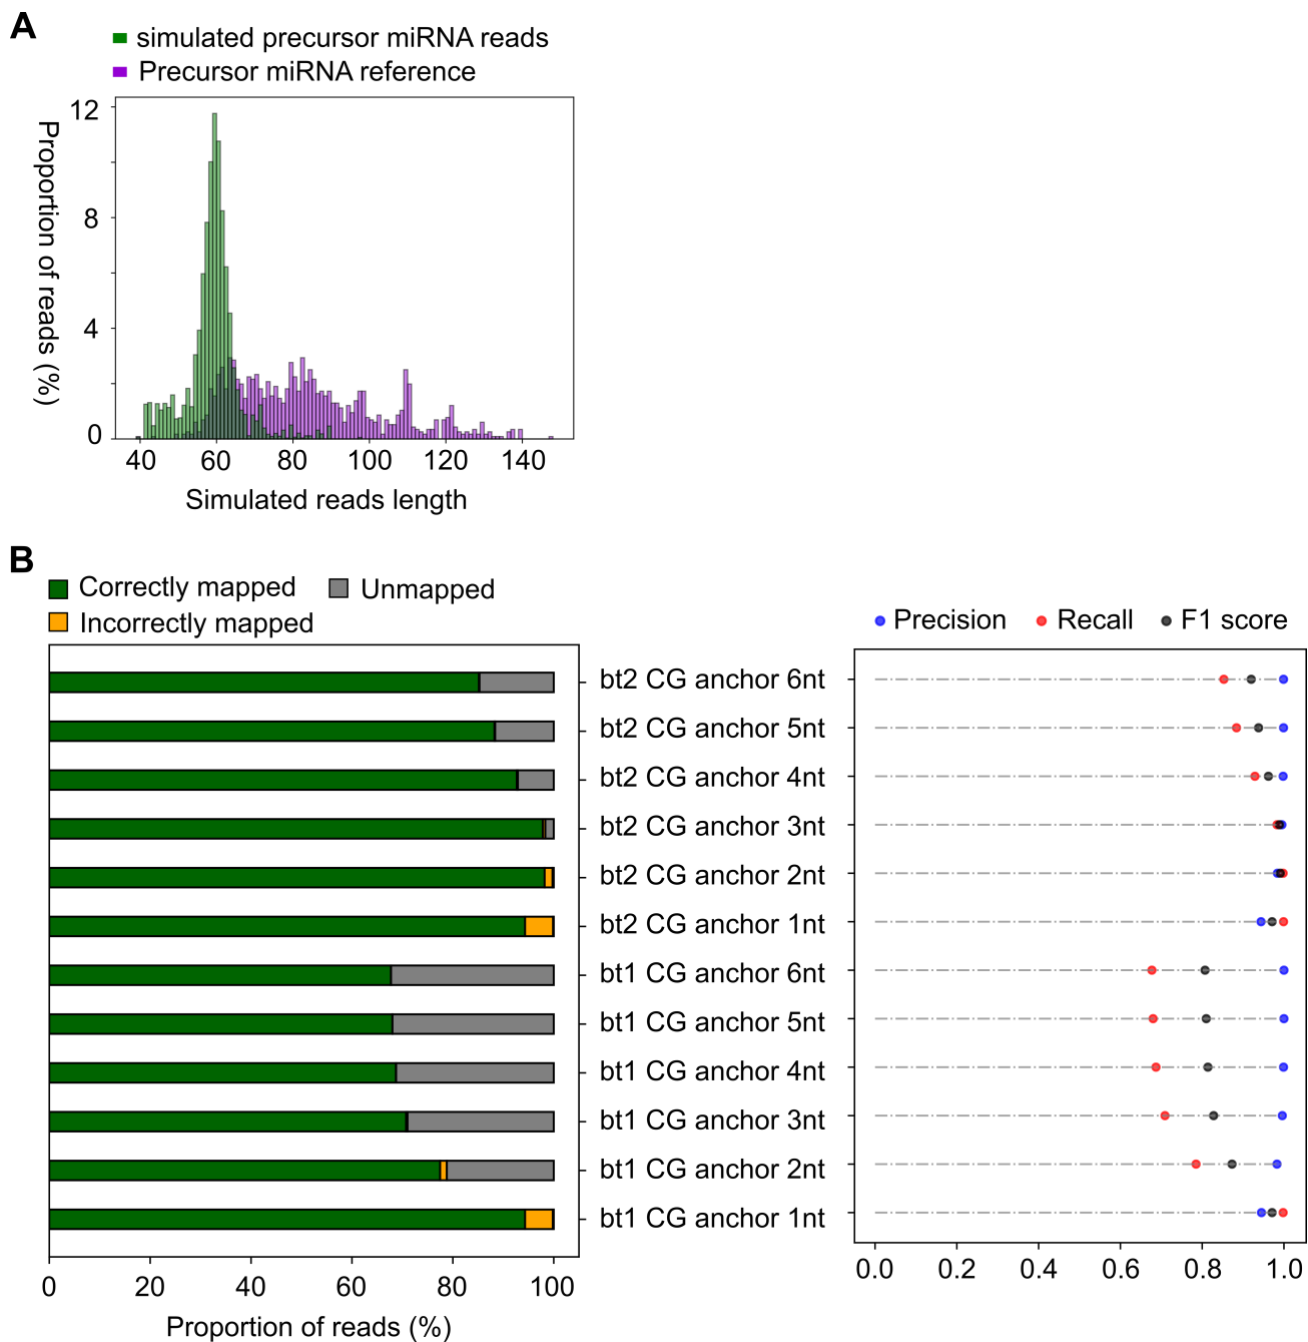 A
simulated precursor miRNA reads
Precursor miRNA reference
12
8
4
0
Proportion of reads (%)
40 60 80 100 120 140
Simulated reads length
B
Correctly mapped Unmapped
Incorrectly mapped
Precision Recall F1 score
bt2 CG anchor 6nt
bt2 CG anchor 5nt
bt2 CG anchor 4nt
bt2 CG anchor 3nt
bt2 CG anchor 2nt
bt2 CG anchor 1nt
bt1 CG anchor 6nt
bt1 CG anchor 5nt
bt1 CG anchor 4nt
bt1 CG anchor 3nt
bt1 CG anchor 2nt
bt1 CG anchor 1nt
0 20 40 60 80 100
Proportion of reads (%)
0.0 0.2 0.4 0.6 0.8 1.0